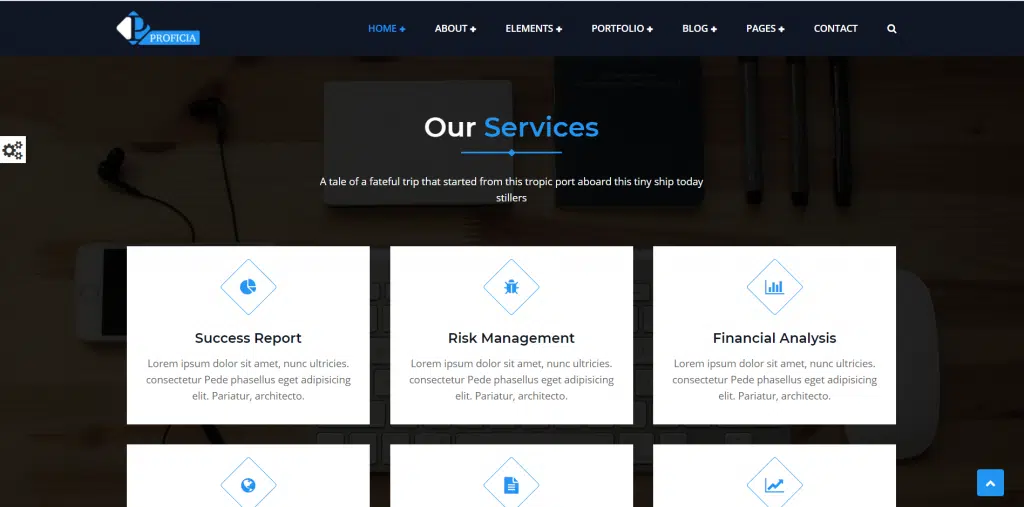 PROFICIA
HOME + ABOUT + ELEMENTS + PORTFOLIO + BLOG + PAGES + CONTACT
Our Services
A tale of a fateful trip that started from this tropic port aboard this tiny ship today
stillers
Success Report
Lorem ipsum dolor sit amet, nunc ultricies.
consectetur Pede phasellus eget adipisicing
elit. Pariatur, architecto.
Risk Management
Lorem ipsum dolor sit amet, nunc ultricies.
consectetur Pede phasellus eget adipisicing
elit. Pariatur, architecto.
Financial Analysis
Lorem ipsum dolor sit amet, nunc ultricies.
consectetur Pede phasellus eget adipisicing
elit. Pariatur, architecto.